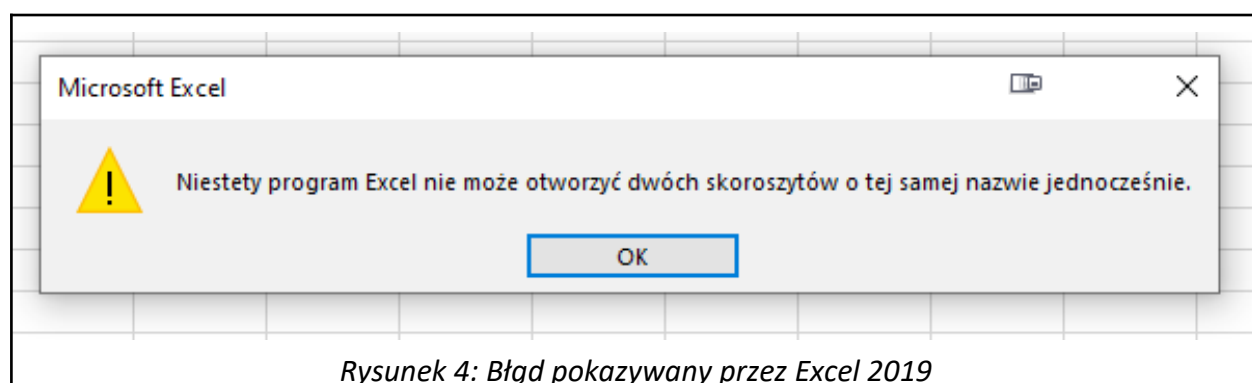 Microsoft Excel
Niestety program Excel nie może otworzyć dwóch skoroszytów o tej samej nazwie jednocześnie.
OK
Rysunek 4: Błąd pokazywany przez Excel 2019